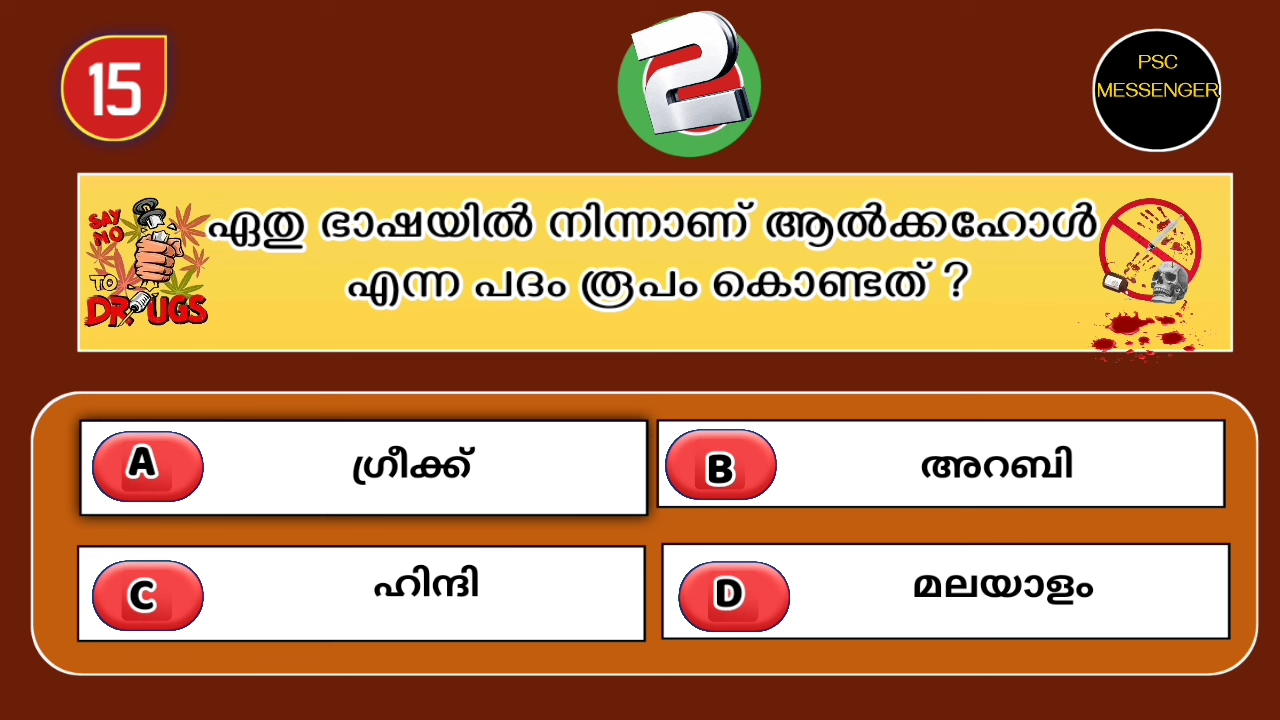 15
2
PSC
MESSENGER
SAY
NO
TO
DRUGS
ഏതു ഭാഷയിൽ നിന്നാണ് ആൽക്കഹോൾ
എന്ന പദം രൂപം കൊണ്ടത് ?
A ഗ്രീക്ക്
B അറബി
C ഹിന്ദി
D മലയാളം